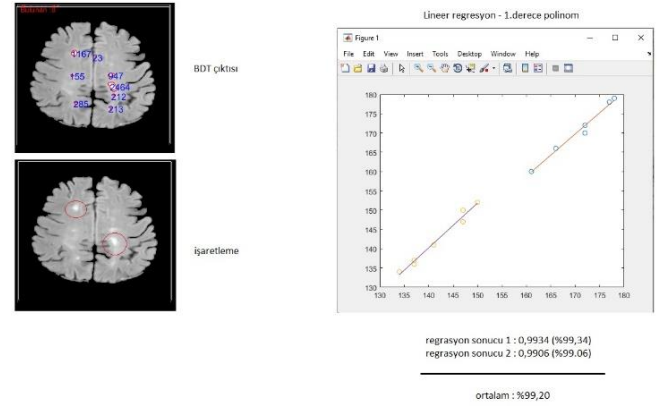 Lineer regresyon - 1.derece polinom
Figure 1
File Edit View Insert Tools Desktop Window Help
1167
23
155
947
2464
212
285
213
BDT çıktısı
işaretleme
180
175
170
165
160
155
150
145
140
135
130
130 135 140 145 150 155 160 165 170 175 180
regrasyon sonucu 1 : 0,9934 (%99,34)
regrasyon sonucu 2 : 0,9906 (%99.06)
ortalam : %99,20